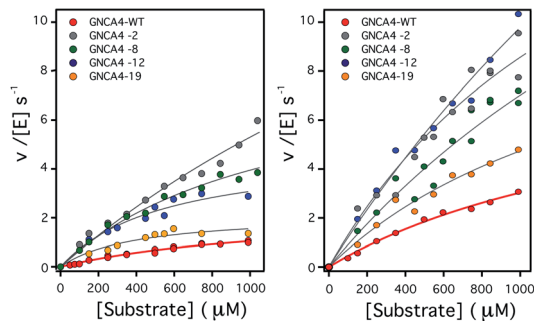 10
8
6
4
2
0
v /[E] s⁻¹
GNCA4-WT
GNCA4 -2
GNCA4 -8
GNCA4 -12
GNCA4-19
0 200 400 600 800 1000
[Substrate] ( μM)
10
8
6
4
2
0
v /[E] s⁻¹
GNCA4-WT
GNCA4 -2
GNCA4 -8
GNCA4 -12
GNCA4-19
0 200 400 600 800 1000
[Substrate] ( μM)